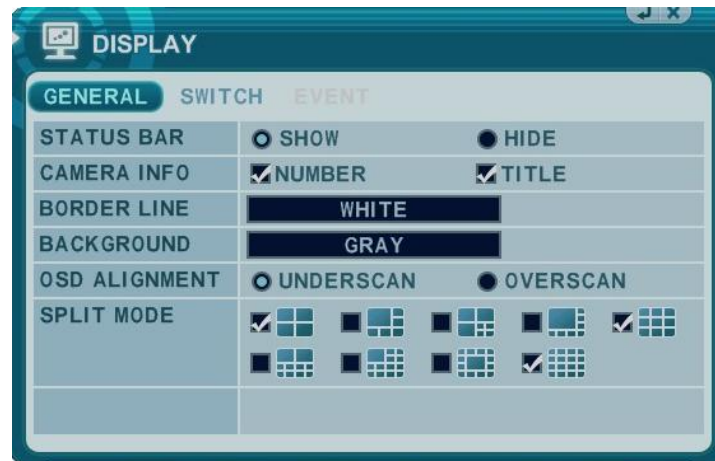 DISPLAY
GENERAL SWITCH EVENT
STATUS BAR SHOW HIDE
CAMERA INFO NUMBER TITLE
BORDER LINE WHITE
BACKGROUND GRAY
OSD ALIGNMENT UNDERSCAN OVERSCAN
SPLIT MODE